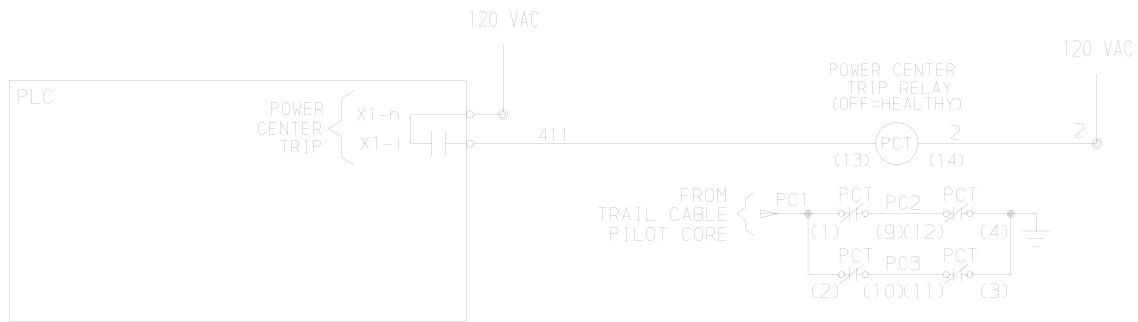 120 VAC
120 VAC
PLC
POWER CENTER
TRIP RELAY
(OFF=HEALTHY)
POWER
CENTER
TRIP
X1-h
X1-i
411
PCT
2
2
(13)
(14)
FROM
TRAIL CABLE
PILOT CORE
PC1
PCT
PC2
PCT
(1)
(9)(12)
(4)
PCT
PC3
PCT
(2)
(10)(11)
(3)